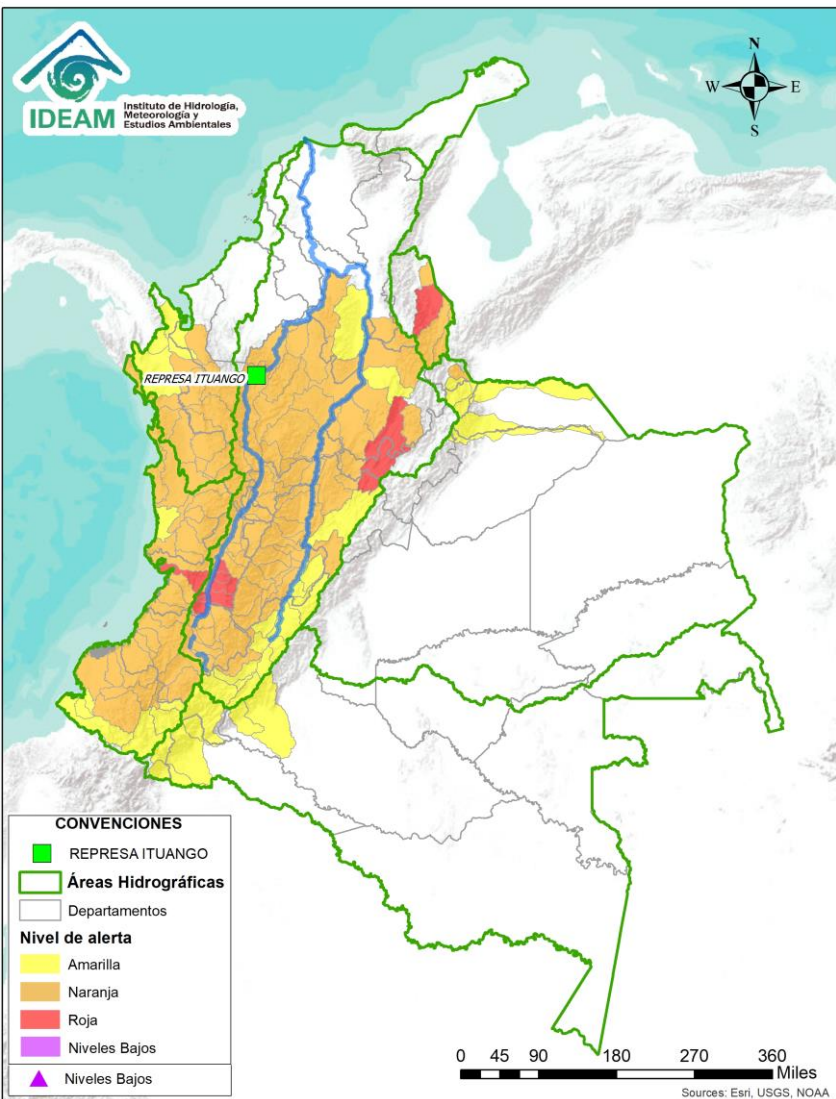 IDEAM
Instituto de Hidrología,
Meteorología y
Estudios Ambientales
N
W
E
S
REPRESA ITUANGO
CONVENCIONES
REPRESA ITUANGO
Áreas Hidrográficas
Departamentos
Nivel de alerta
Amarilla
Naranja
Roja
Niveles Bajos
Niveles Bajos
0 45 90 180 270 360
Miles
Sources: Esri, USGS, NOAA